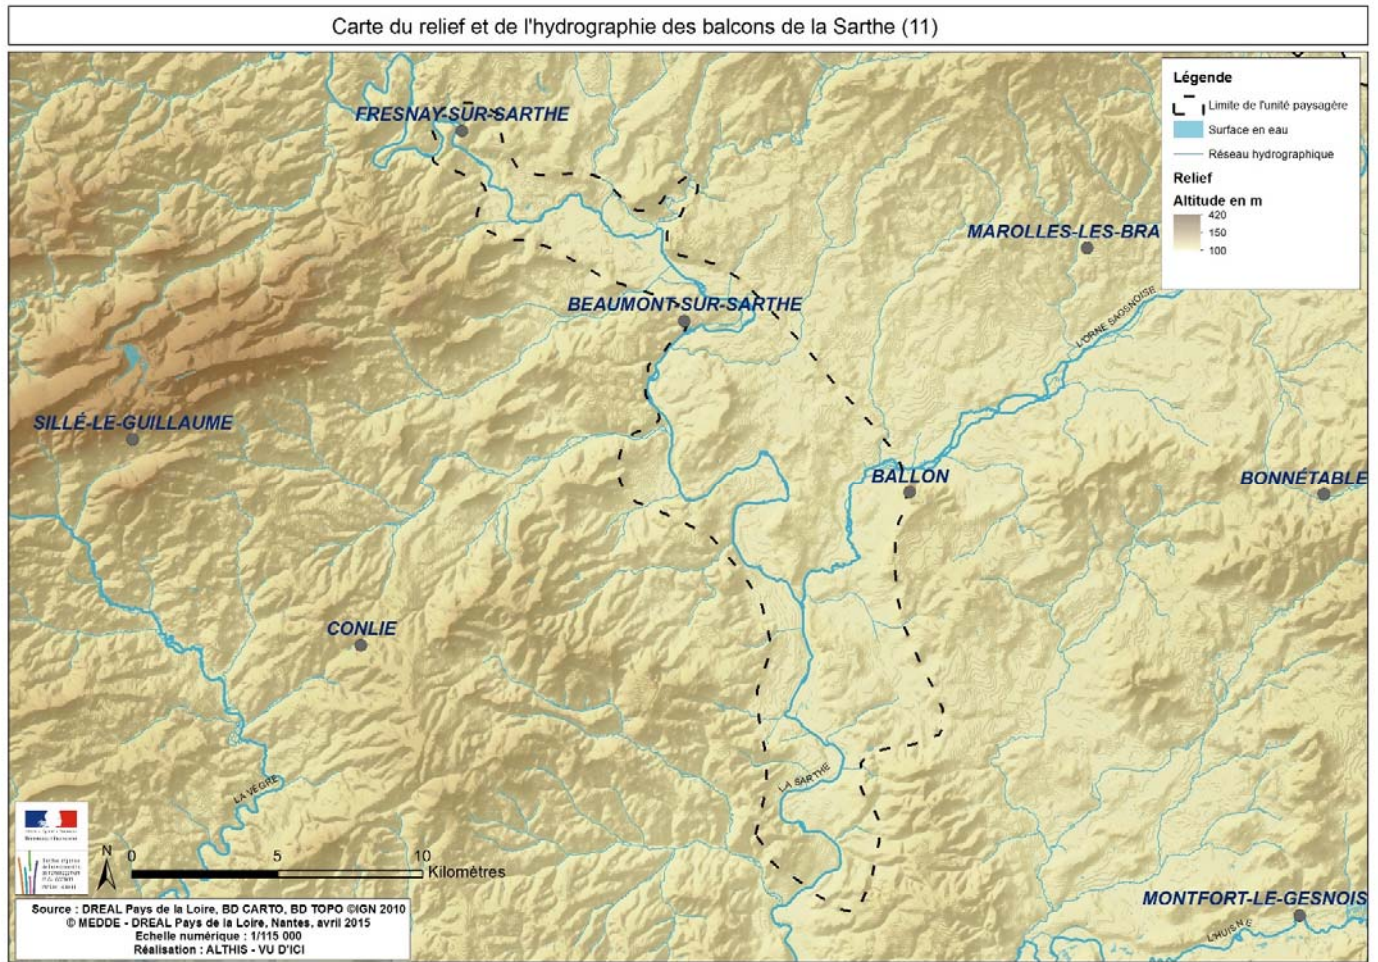 Carte du relief et de l'hydrographie des balcons de la Sarthe (11)
Légende
Limite de l'unité paysagère
Surface en eau
Réseau hydrographique
Relief
Altitude en m
420
150
100
FRESNAY-SUR-SARTHE
MAROLLES-LES-BRA
BEAUMONT-SUR-SARTHE
L'ORNE SAOSNOISE
SILLÉ-LE-GUILLAUME
BALLON
BONNÉTABLE
CONLIE
LA SARTHE
LA VÈGRE
N
0 5 10
Kilomètres
MONTFORT-LE-GESNOIS
L'HUISNE
Source : DREAL Pays de la Loire, BD CARTO, BD TOPO ©IGN 2010
© MEDDE - DREAL Pays de la Loire, Nantes, avril 2015
Echelle numérique : 1/115 000
Réalisation : ALTHIS - VU D'ICI